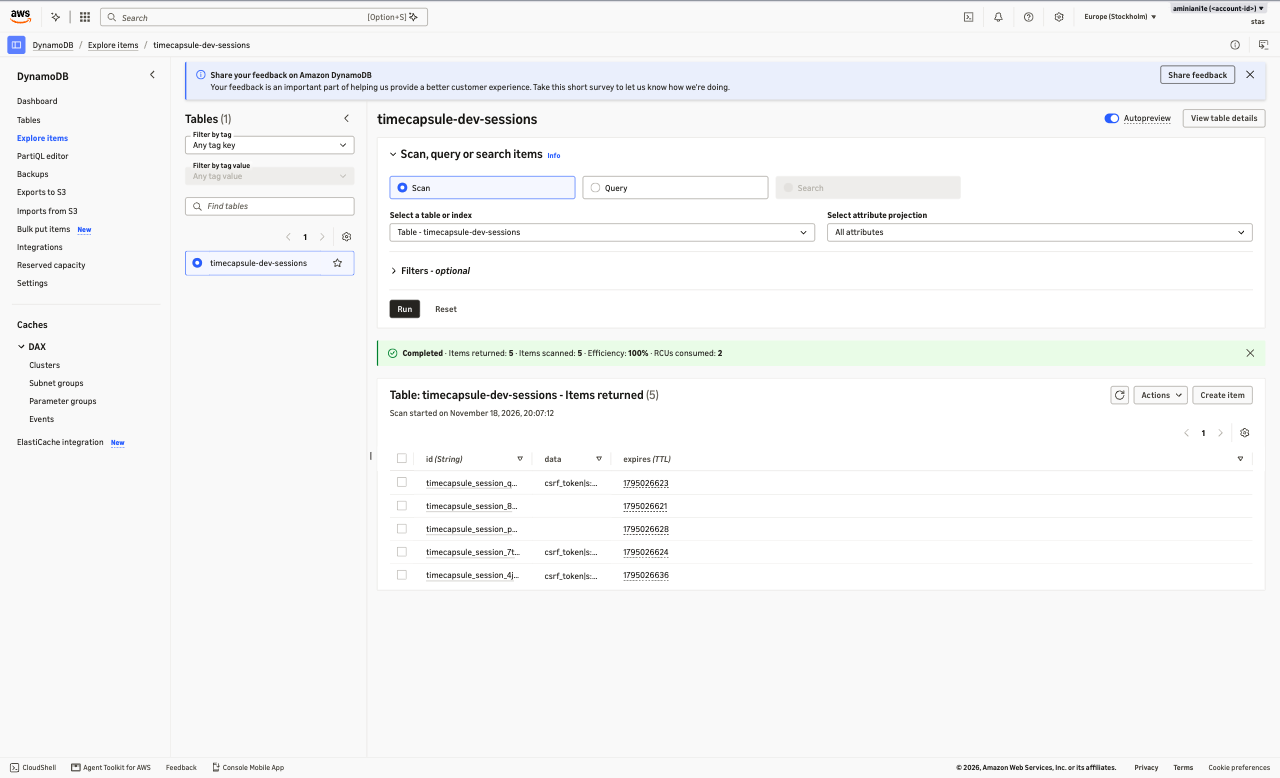 aws
Search
[Option+S]
Europe (Stockholm)
aminiani1e (<account-id>)
stas
DynamoDB / Explore items / timecapsule-dev-sessions
DynamoDB
Dashboard
Tables
Explore items
PartiQL editor
Backups
Exports to S3
Imports from S3
Bulk put items New
Integrations
Reserved capacity
Settings
Caches
DAX
Clusters
Subnet groups
Parameter groups
Events
ElastiCache integration New
Share your feedback on Amazon DynamoDB
Your feedback is an important part of helping us provide a better customer experience. Take this short survey to let us know how we're doing.
Share feedback
Tables (1)
Filter by tag
Any tag key
Filter by tag value
Any tag value
Find tables
1
timecapsule-dev-sessions
timecapsule-dev-sessions
Autopreview
View table details
Scan, query or search items Info
Scan
Query
Search
Select a table or index
Table - timecapsule-dev-sessions
Select attribute projection
All attributes
Filters - optional
Run
Reset
Completed · Items returned: 5 · Items scanned: 5 · Efficiency: 100% · RCUs consumed: 2
Table: timecapsule-dev-sessions - Items returned (5)
Scan started on November 18, 2026, 20:07:12
Actions
Create item
1
id (String) data expires (TTL)
timecapsule_session_q... csrf_token|s:... 1795026623
timecapsule_session_8... 1795026621
timecapsule_session_p... 1795026628
timecapsule_session_7t... csrf_token|s:... 1795026624
timecapsule_session_4j... csrf_token|s:... 1795026636
CloudShell
Agent Toolkit for AWS
Feedback
Console Mobile App
© 2026, Amazon Web Services, Inc. or its affiliates.
Privacy
Terms
Cookie preferences